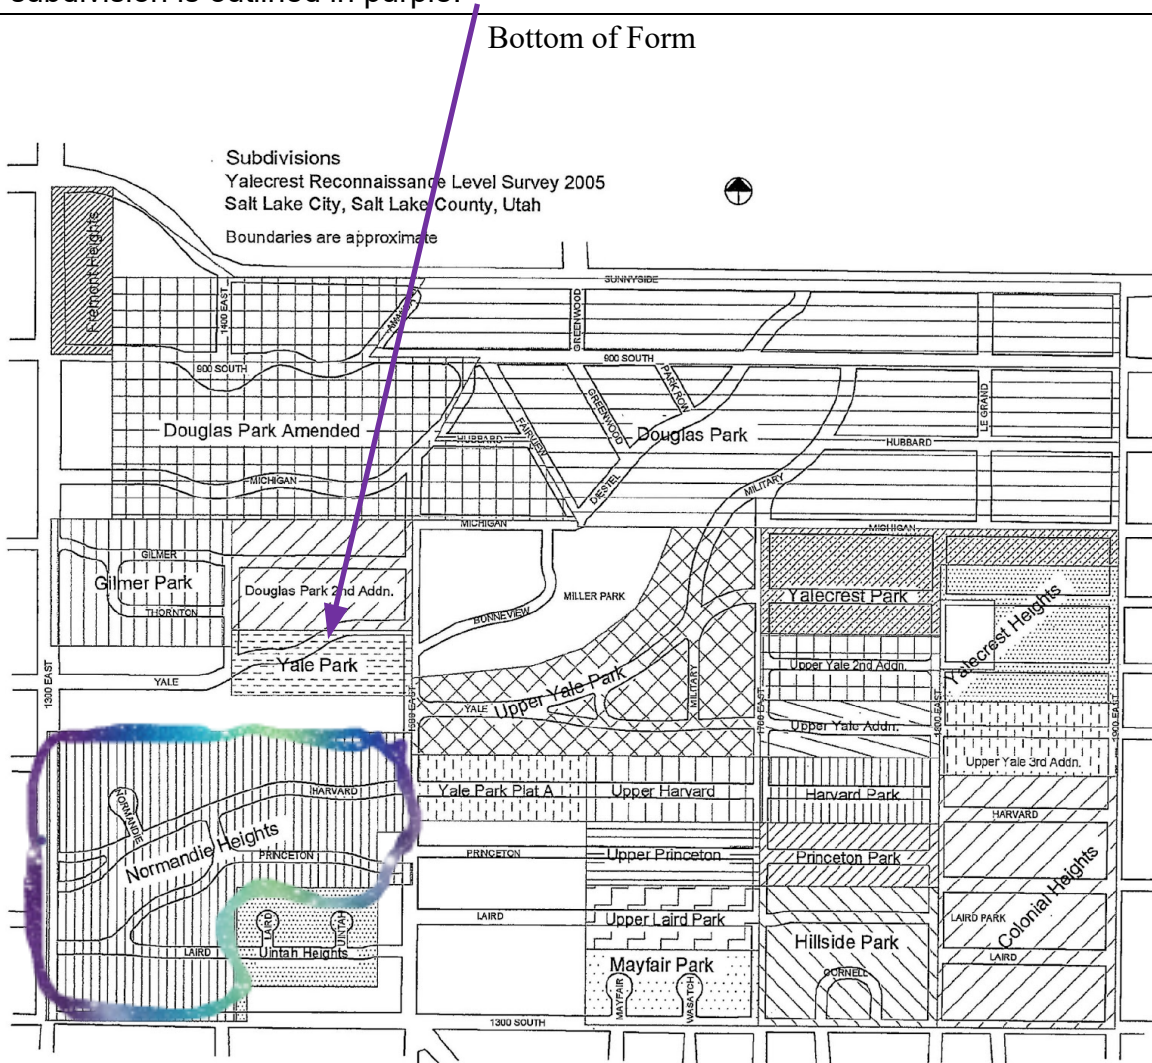 subdivision is outlined in purple.
Bottom of Form
Subdivisions
Yalecrest Reconnaissance Level Survey 2005
Salt Lake City, Salt Lake County, Utah
Boundaries are approximate
Fremont Heights
1400 EAST
SUNNYSIDE
GREENWOOD
900 SOUTH
900 SOUTH
PARK ROW
LE GRAND
GREENWOOD
FAIRVIEW
Douglas Park Amended
HUBBARD
Douglas Park
HUBBARD
MICHIGAN
DIESTEL
MILITARY
MICHIGAN
MICHIGAN
GILMER
Gilmer Park
THORNTON
Douglas Park 2nd Addn.
MILLER PARK
BONNEVIEW
Yalecrest Park
Yalecrest Heights
Yale Park
YALE
1300 EAST
1500 EAST
YALE
Upper Yale Park
MILITARY
1700 EAST
Upper Yale 2nd Addn.
Upper Yale Addn.
1800 EAST
1900 EAST
Upper Yale 3rd Addn.
NORMANDIE
HARVARD
Yale Park Plat A
Upper Harvard
Harvard Park
HARVARD
Normandie Heights
PRINCETON
PRINCETON
Upper Princeton
Princeton Park
Colonial Heights
LAIRD
UINTAH
LAIRD
Upper Laird Park
LAIRD PARK
LAIRD
Uintah Heights
Hillside Park
LAIRD
Mayfair Park
CORNELL
MAYFAIR
WASATCH
1300 SOUTH